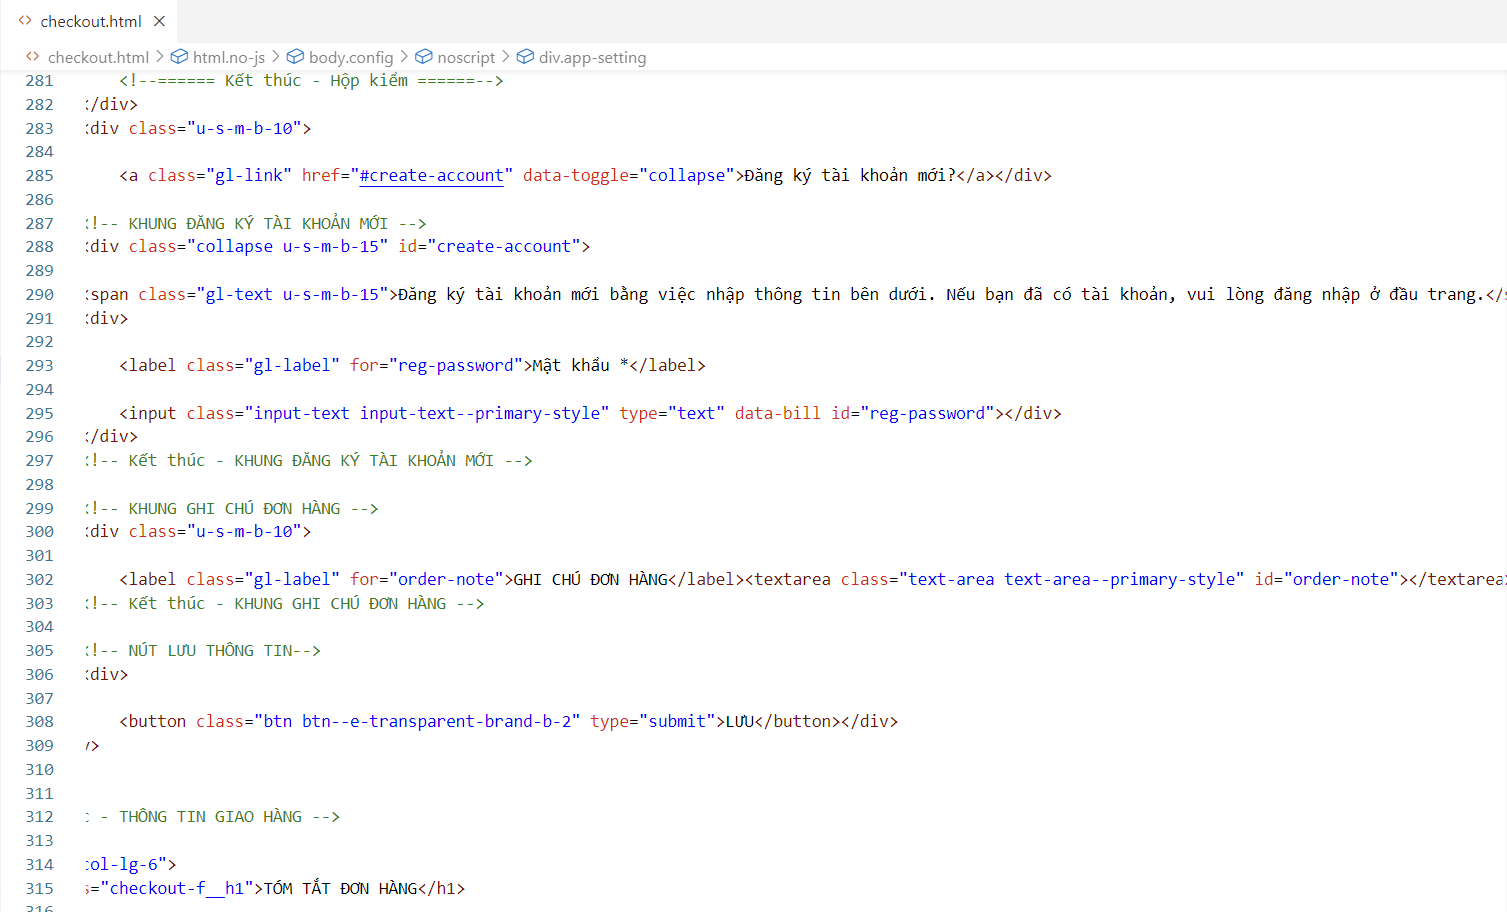 checkout.html
checkout.html > html.no-js > body.config > noscript > div.app-setting
281 <!--====== Kết thúc - Hộp kiểm ======-->
282 </div>
283 <div class="u-s-m-b-10">
284
285 <a class="gl-link" href="#create-account" data-toggle="collapse">Đăng ký tài khoản mới?</a></div>
286
287 <!-- KHUNG ĐĂNG KÝ TÀI KHOẢN MỚI -->
288 <div class="collapse u-s-m-b-15" id="create-account">
289
290 <span class="gl-text u-s-m-b-15">Đăng ký tài khoản mới bằng việc nhập thông tin bên dưới. Nếu bạn đã có tài khoản, vui lòng đăng nhập ở đầu trang.</s
291 <div>
292
293 <label class="gl-label" for="reg-password">Mật khẩu *</label>
294
295 <input class="input-text input-text--primary-style" type="text" data-bill id="reg-password"></div>
296 </div>
297 <!-- Kết thúc - KHUNG ĐĂNG KÝ TÀI KHOẢN MỚI -->
298
299 <!-- KHUNG GHI CHÚ ĐƠN HÀNG -->
300 <div class="u-s-m-b-10">
301
302 <label class="gl-label" for="order-note">GHI CHÚ ĐƠN HÀNG</label><textarea class="text-area text-area--primary-style" id="order-note"></textarea>
303 <!-- Kết thúc - KHUNG GHI CHÚ ĐƠN HÀNG -->
304
305 <!-- NÚT LƯU THÔNG TIN-->
306 <div>
307
308 <button class="btn btn--e-transparent-brand-b-2" type="submit">LƯU</button></div>
309 v>
310
311
312 c - THÔNG TIN GIAO HÀNG -->
313
314 col-lg-6">
315 s="checkout-f__h1">TÓM TẮT ĐƠN HÀNG</h1>
316